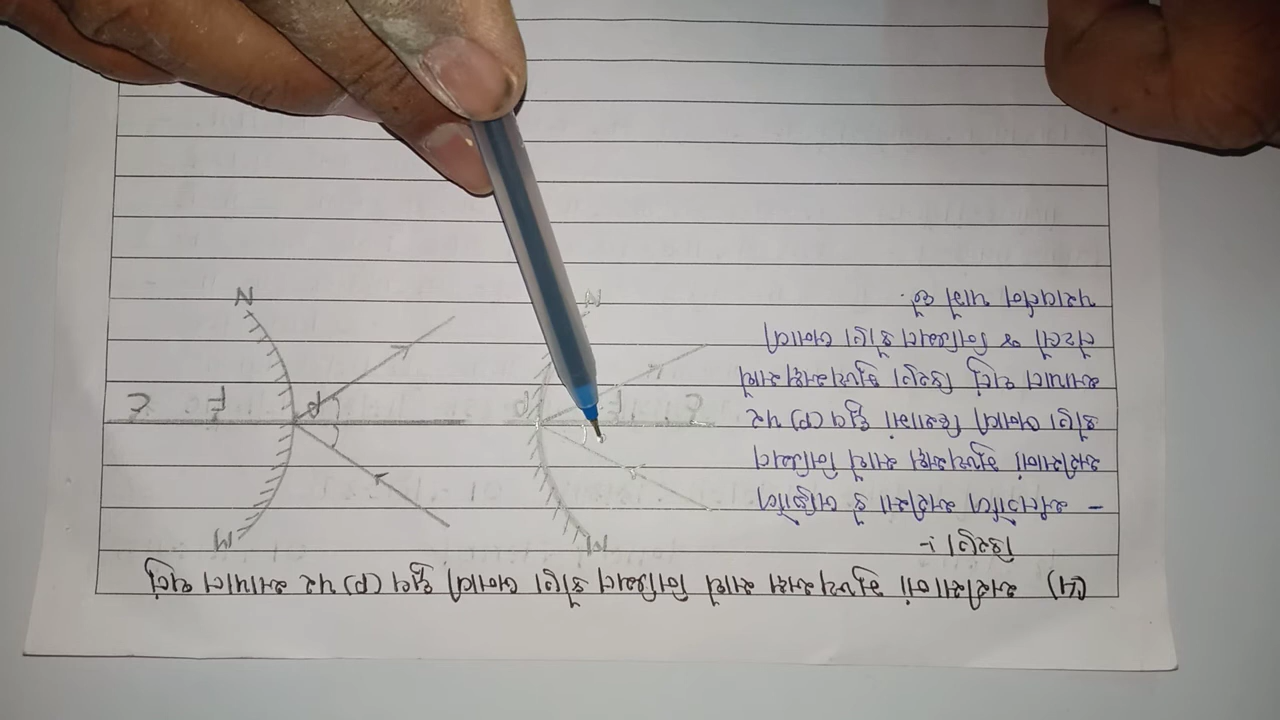 (બ) અરીસામાં મુખ્યઅક્ષ સાથે નિશ્ચિત કોણ બનાવી ધ્રુવ (P) પર આપાત થતું
કિરણ :-
- અંતર્ગોળ અરીસા કે બહિર્ગોળ
અરીસામાં મુખ્યઅક્ષ સાથે નિશ્ચિત
કોણ બનાવી દિશામાં ધ્રુવ (P) પર
આપાત થતું કિરણ મુખ્યઅક્ષ સાથે
તેટલો જ નિશ્ચિત કોણ બનાવી
પરાવર્તન પામે છે.
M
C F P
N
M
P F C
N